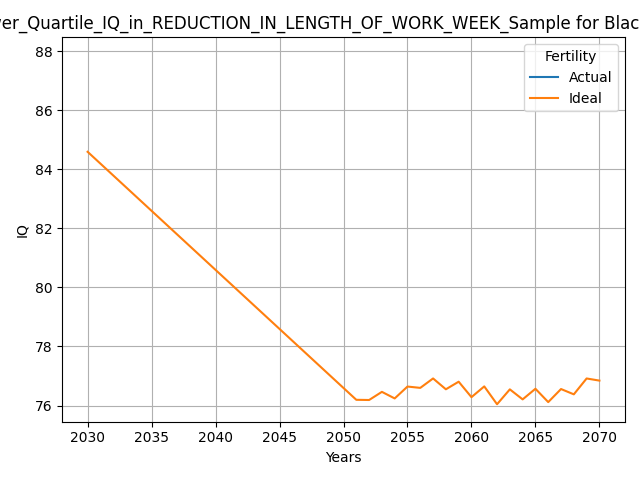 er_Quartile_IQ_in_REDUCTION_IN_LENGTH_OF_WORK_WEEK_Sample for Blac
88
86
84
82
80
78
76
IQ
Fertility
Actual
Ideal
2030 2035 2040 2045 2050 2055 2060 2065 2070
Years